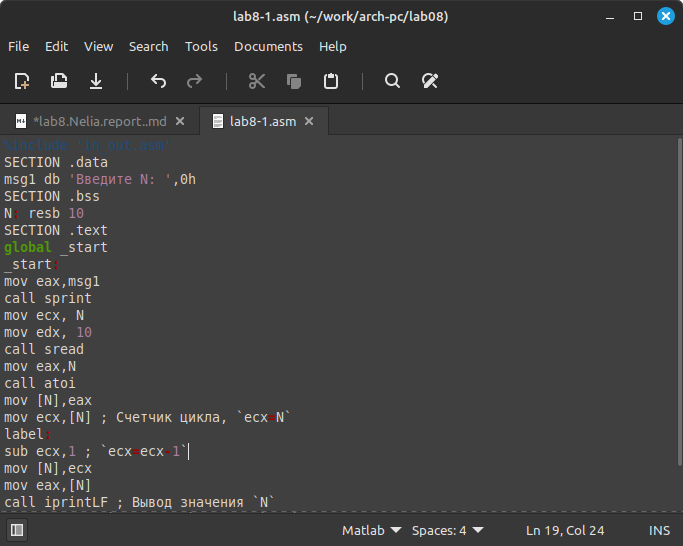 lab8-1.asm (~/work/arch-pc/lab08)
File Edit View Search Tools Documents Help
*lab8.Nelia.report..md lab8-1.asm
%include 'in_out.asm'
SECTION .data
msg1 db 'Введите N: ',0h
SECTION .bss
N: resb 10
SECTION .text
global _start
_start:
mov eax,msg1
call sprint
mov ecx, N
mov edx, 10
call sread
mov eax,N
call atoi
mov [N],eax
mov ecx,[N] ; Счетчик цикла, `ecx=N`
label:
sub ecx,1 ; `ecx=ecx-1`
mov [N],ecx
mov eax,[N]
call iprintLF ; Вывод значения `N`
Matlab Spaces: 4 Ln 19, Col 24 INS